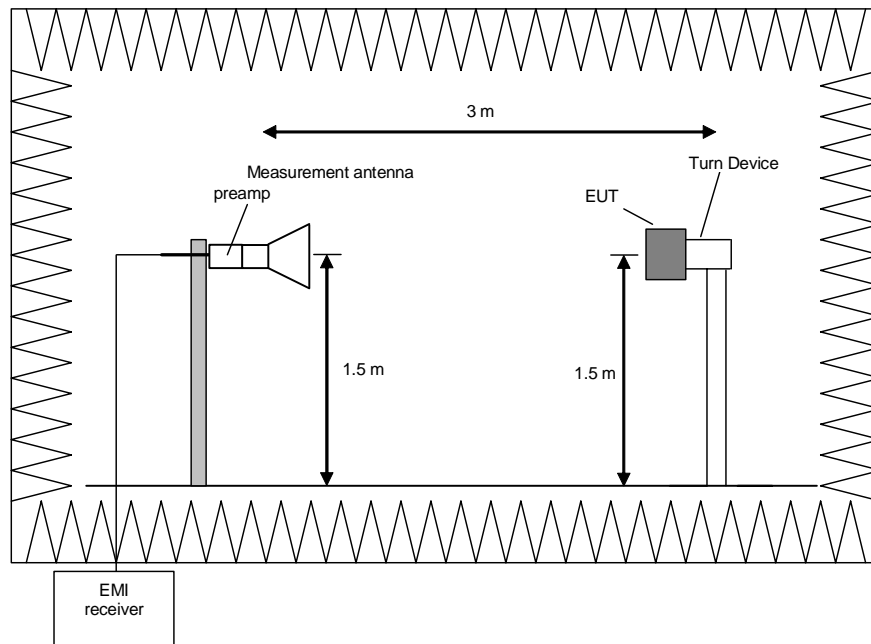 3 m
Measurement antenna
preamp
Turn Device
EUT
1.5 m
1.5 m
EMI
receiver